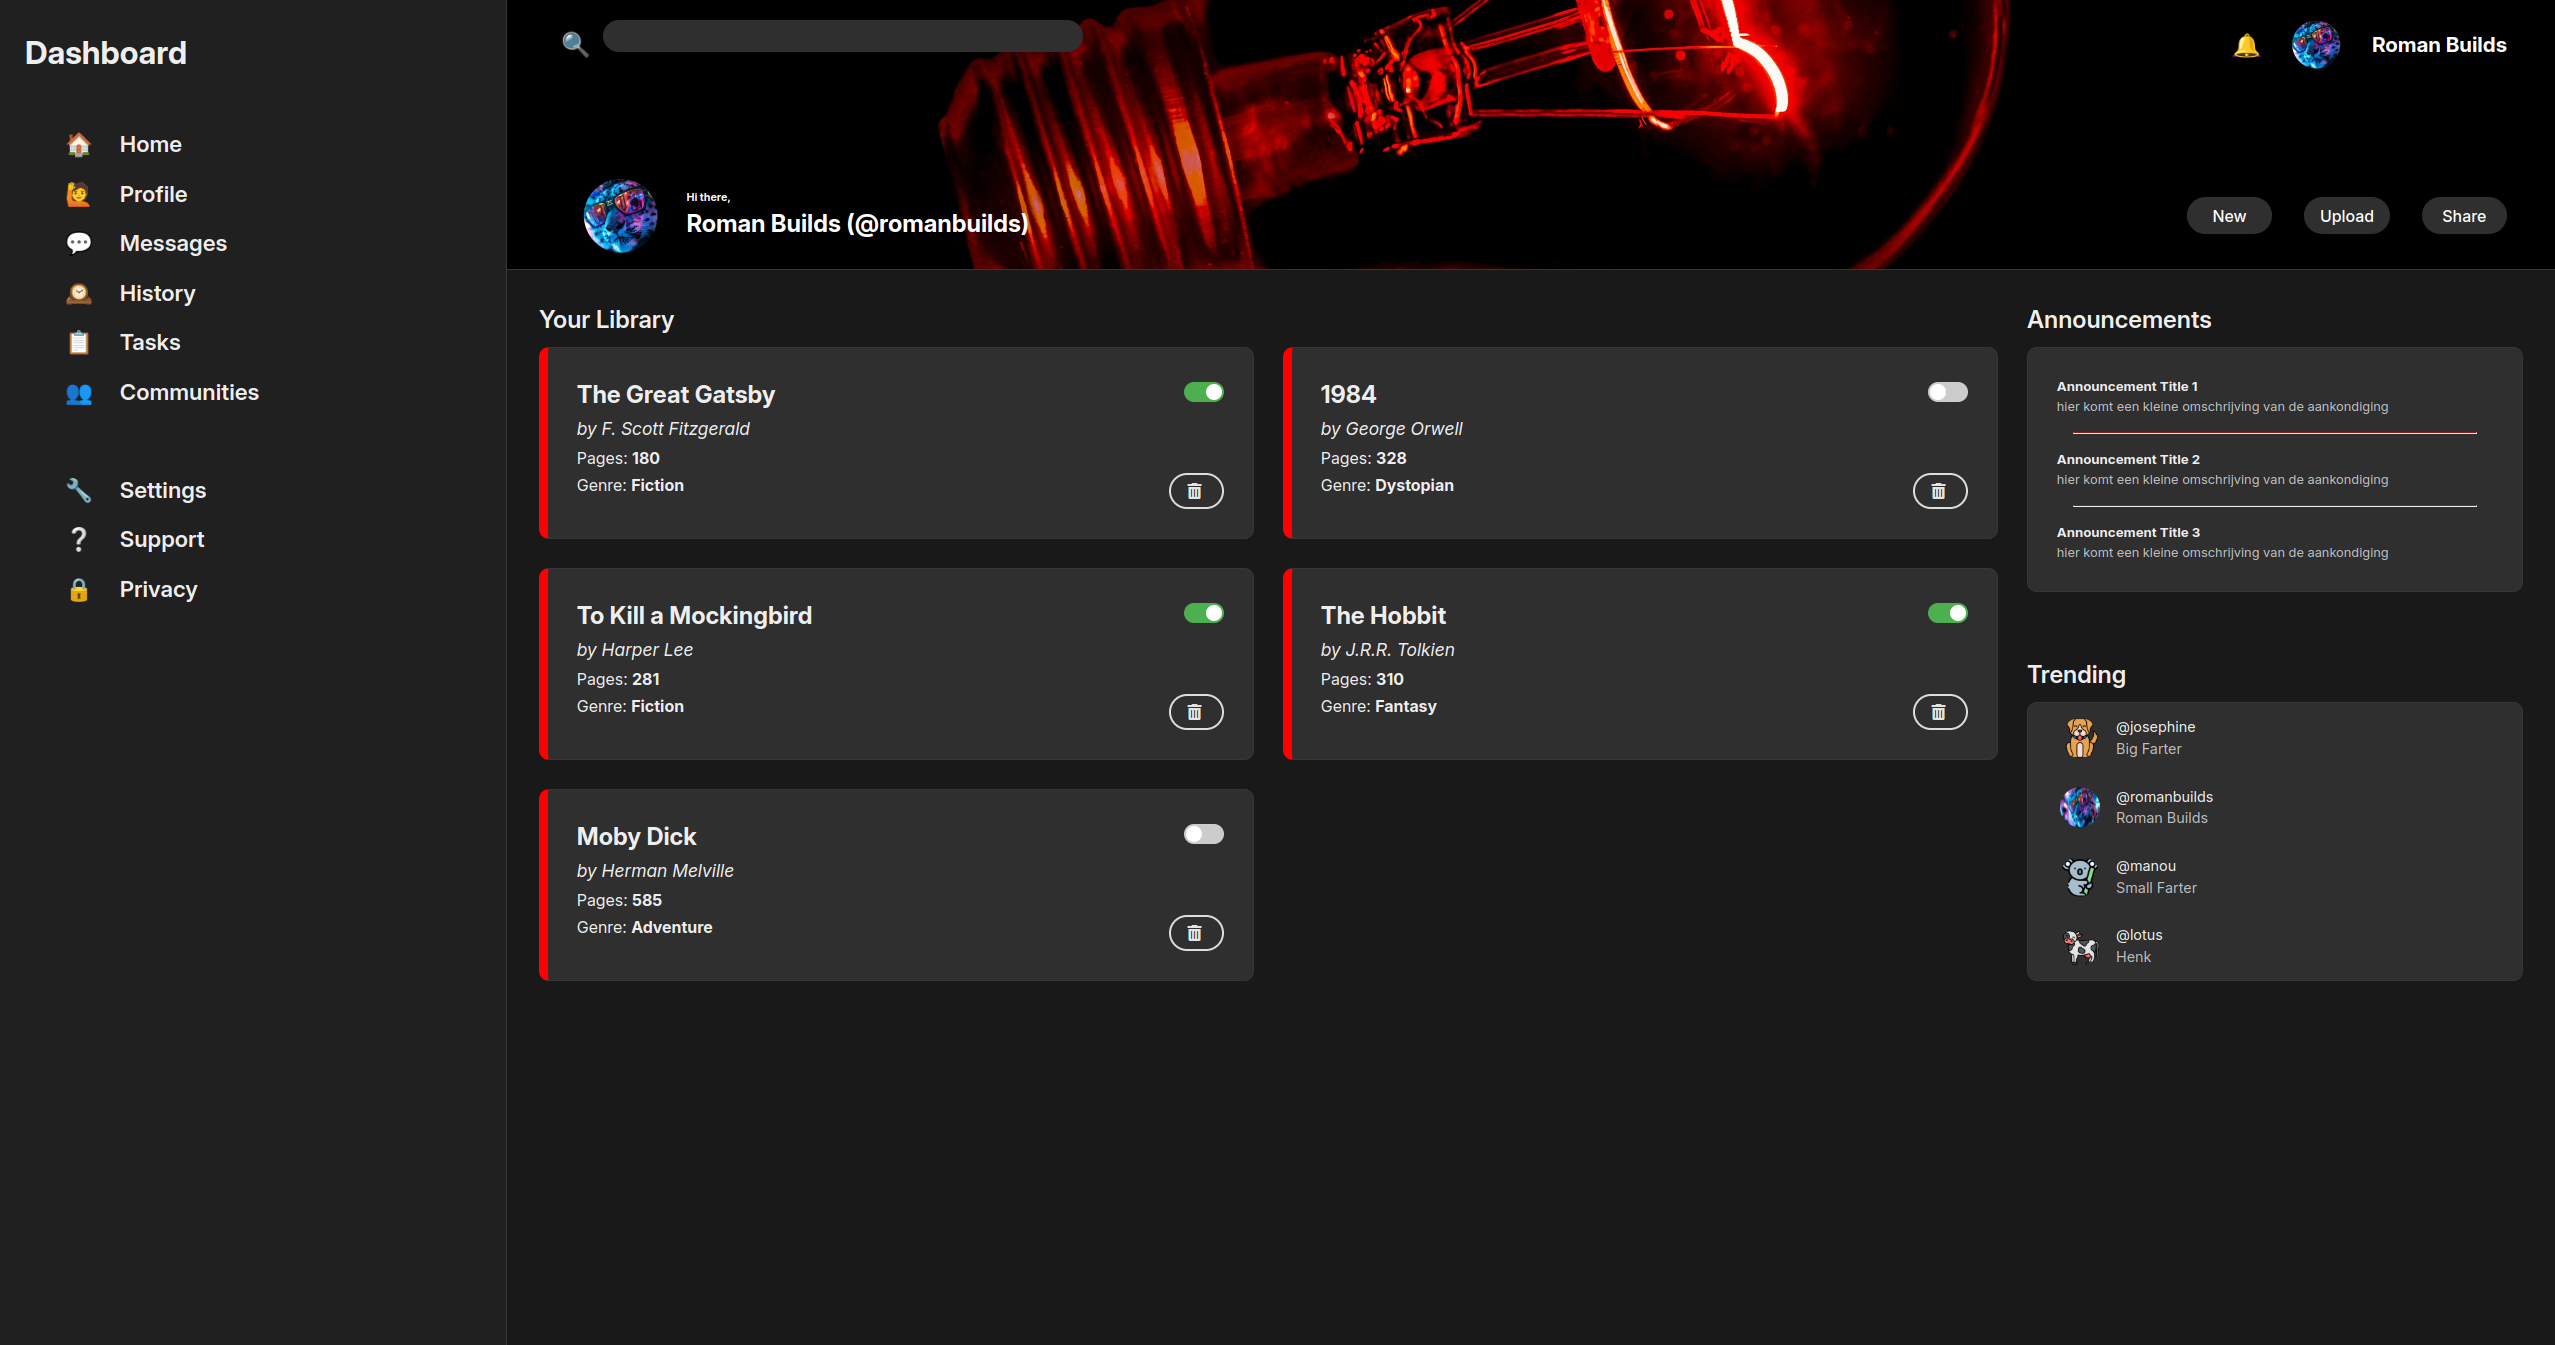 Dashboard
Home
Profile
Messages
History
Tasks
Communities
Settings
Support
Privacy
Roman Builds
Hi there,
Roman Builds (@romanbuilds)
New
Upload
Share
Your Library
The Great Gatsby
by F. Scott Fitzgerald
Pages: 180
Genre: Fiction
1984
by George Orwell
Pages: 328
Genre: Dystopian
To Kill a Mockingbird
by Harper Lee
Pages: 281
Genre: Fiction
The Hobbit
by J.R.R. Tolkien
Pages: 310
Genre: Fantasy
Moby Dick
by Herman Melville
Pages: 585
Genre: Adventure
Announcements
Announcement Title 1
hier komt een kleine omschrijving van de aankondiging
Announcement Title 2
hier komt een kleine omschrijving van de aankondiging
Announcement Title 3
hier komt een kleine omschrijving van de aankondiging
Trending
@josephine
Big Farter
@romanbuilds
Roman Builds
@manou
Small Farter
@lotus
Henk